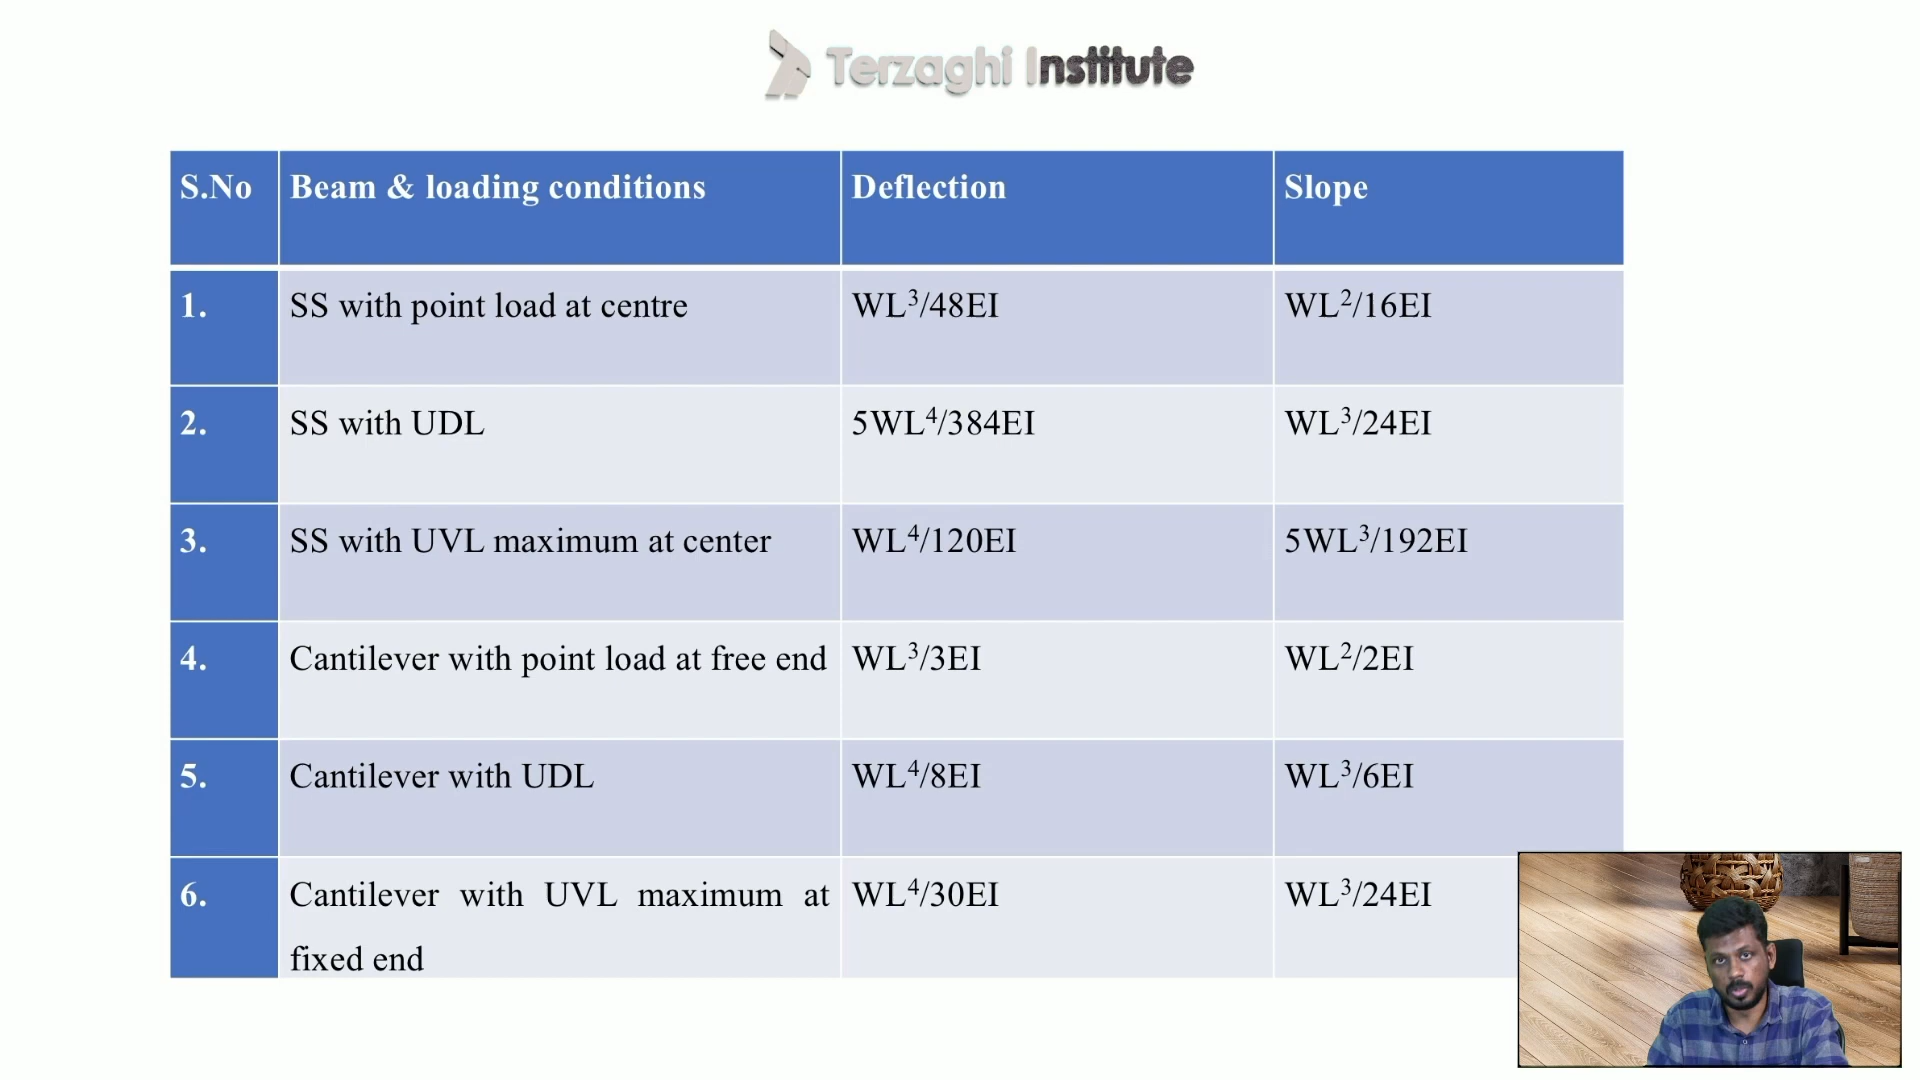 Terzaghi Institute
S.No Beam & loading conditions Deflection Slope
1. SS with point load at centre WL³/48EI WL²/16EI
2. SS with UDL 5WL⁴/384EI WL³/24EI
3. SS with UVL maximum at center WL⁴/120EI 5WL³/192EI
4. Cantilever with point load at free end WL³/3EI WL²/2EI
5. Cantilever with UDL WL⁴/8EI WL³/6EI
6. Cantilever with UVL maximum at WL⁴/30EI WL³/24EI
fixed end